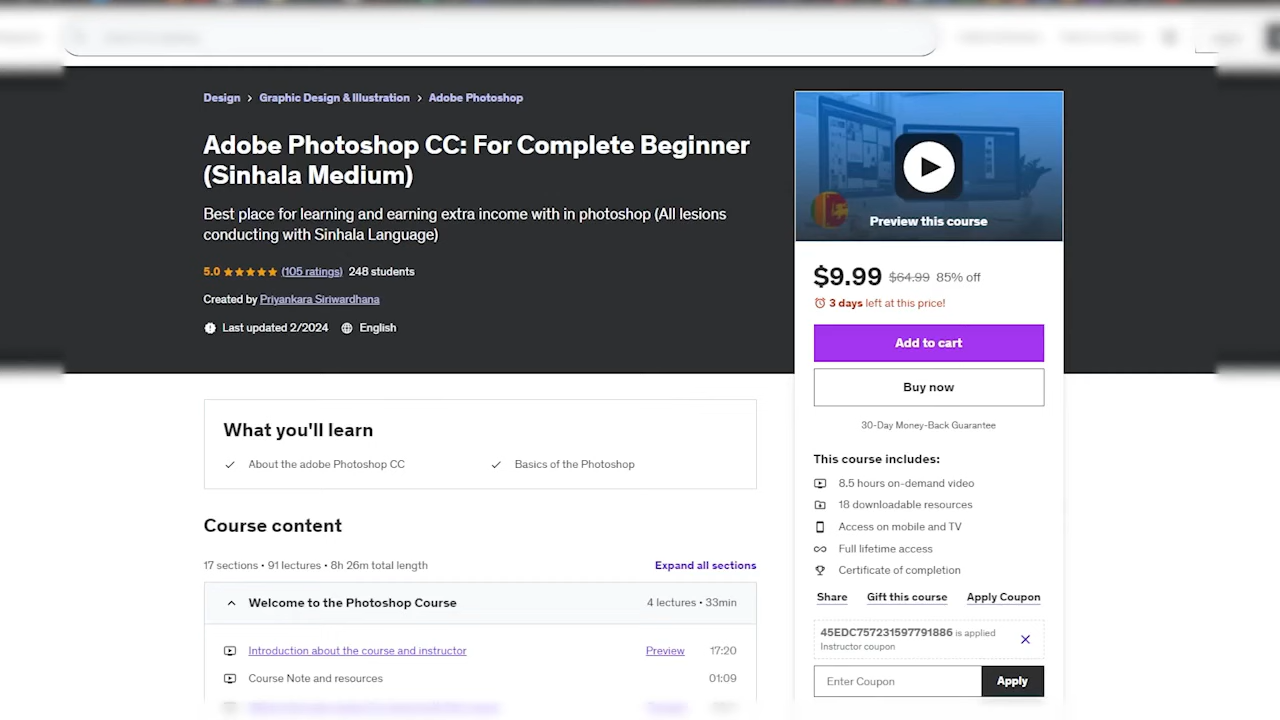 Design > Graphic Design & Illustration > Adobe Photoshop
Adobe Photoshop CC: For Complete Beginner
(Sinhala Medium)
Best place for learning and earning extra income with in photoshop (All lesions
conducting with Sinhala Language)
5.0 ★★★★★ (105 ratings) 248 students
Created by Priyankara Siriwardhana
Last updated 2/2024 English
Preview this course
$9.99 $64.99 85% off
3 days left at this price!
Add to cart
Buy now
30-Day Money-Back Guarantee
This course includes:
8.5 hours on-demand video
18 downloadable resources
Access on mobile and TV
Full lifetime access
Certificate of completion
Share Gift this course Apply Coupon
45EDC757231597791886 is applied
Instructor coupon
Enter Coupon Apply
What you'll learn
About the adobe Photoshop CC Basics of the Photoshop
Course content
17 sections • 91 lectures • 8h 26m total length Expand all sections
Welcome to the Photoshop Course 4 lectures • 33min
Introduction about the course and instructor Preview 17:20
Course Note and resources 01:09